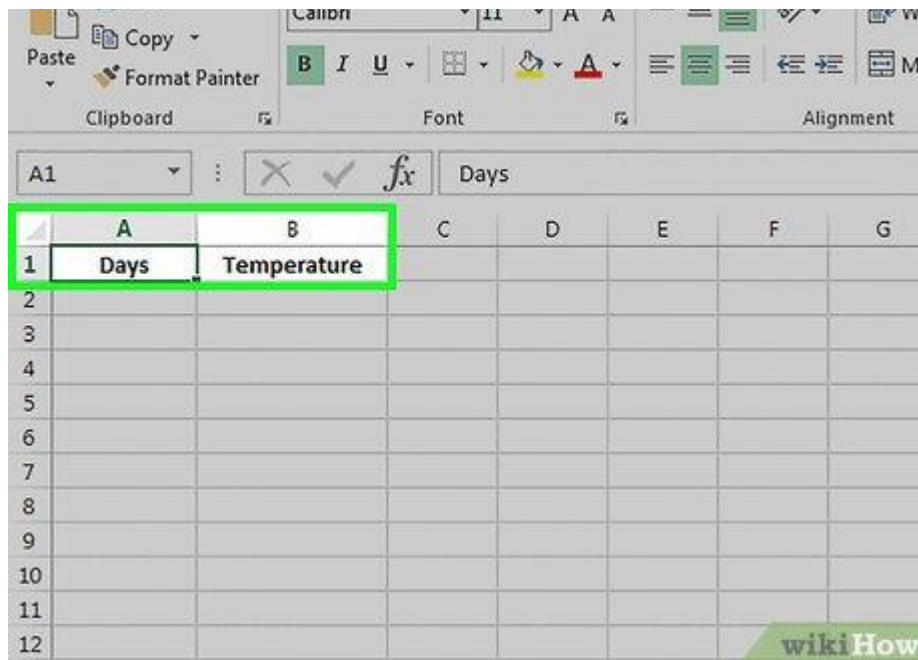 Calibri 11 A A
Copy
Paste
B I U A M
Format Painter
Clipboard Font Alignment
A1 fx Days
A B C D E F G
1 Days Temperature
2
3
4
5
6
7
8
9
10
11
12
wikiHow